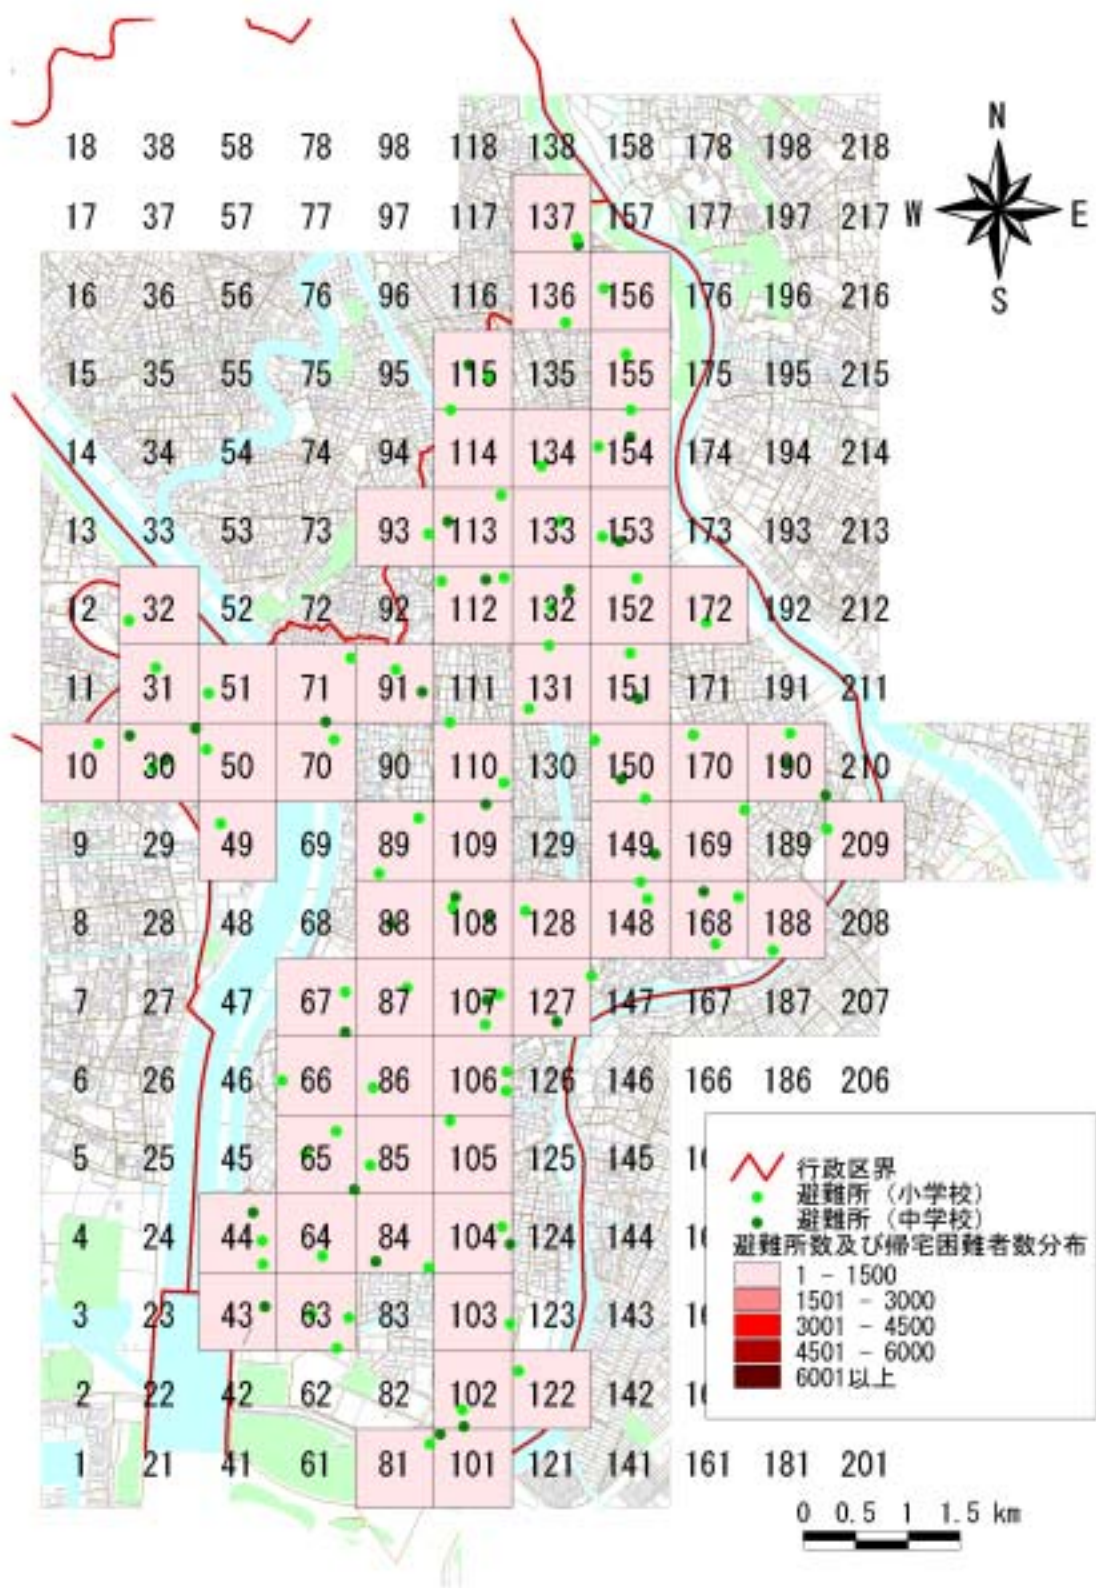 N
18 38 58 78 98 118 138 158 178 198 218
17 37 57 77 97 117 137 157 177 197 217 W E
16 36 56 76 96 116 136 156 176 196 216 S
15 35 55 75 95 115 135 155 175 195 215
14 34 54 74 94 114 134 154 174 194 214
13 33 53 73 93 113 133 153 173 193 213
12 32 52 72 92 112 132 152 172 192 212
11 31 51 71 91 111 131 151 171 191 211
10 30 50 70 90 110 130 150 170 190 210
9 29 49 69 89 109 129 149 169 189 209
8 28 48 68 88 108 128 148 168 188 208
7 27 47 67 87 107 127 147 167 187 207
6 26 46 66 86 106 126 146 166 186 206
5 25 45 65 85 105 125 145
4 24 44 64 84 104 124 144
3 23 43 63 83 103 123 143
2 22 42 62 82 102 122 142
1 21 41 61 81 101 121 141 161 181 201
行政区界
避難所（小学校）
避難所（中学校）
避難所数及び帰宅困難者数分布
1 - 1500
1501 - 3000
3001 - 4500
4501 - 6000
6001以上
0 0.5 1 1.5 km